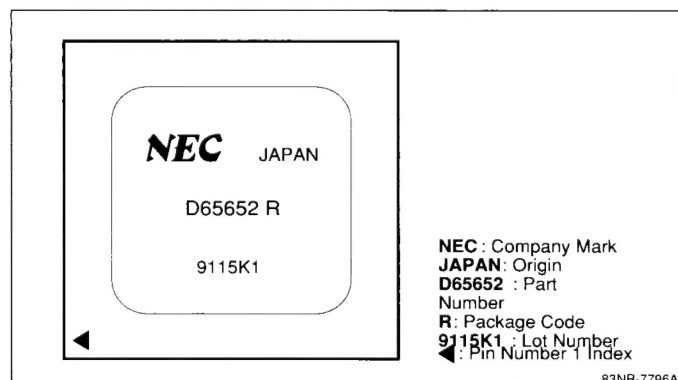 NEC JAPAN
D65652 R
9115K1
NEC : Company Mark
JAPAN: Origin
D65652 : Part
Number
R: Package Code
9115K1 : Lot Number
◀: Pin Number 1 Index
83NR-7796A